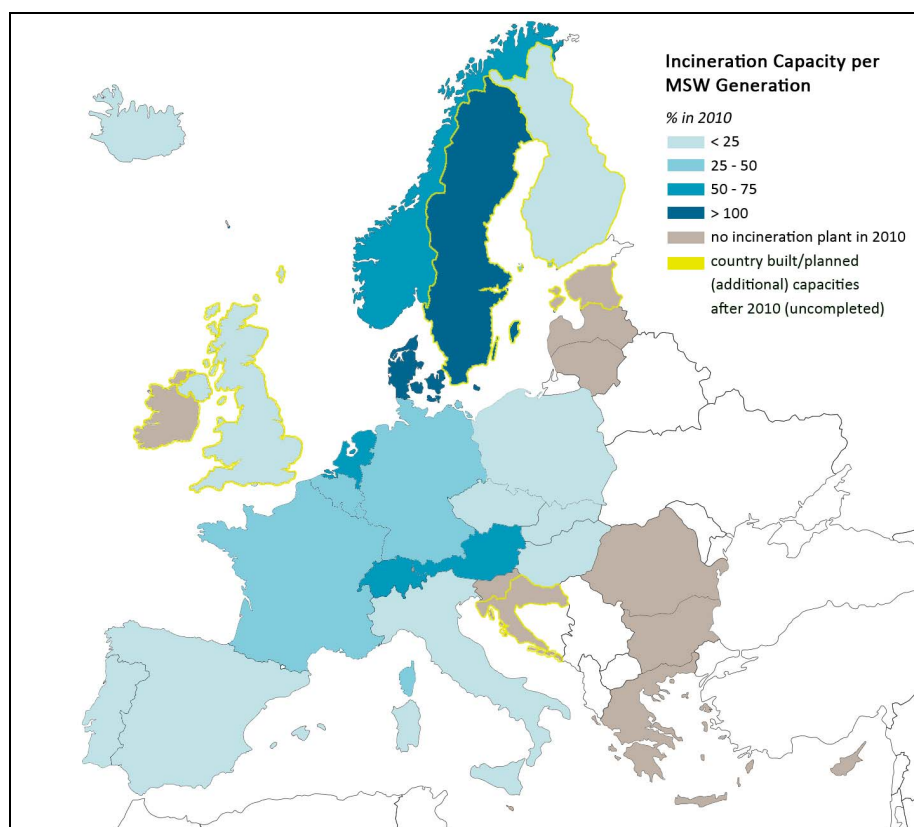 Incineration Capacity per
MSW Generation
% in 2010
< 25
25 - 50
50 - 75
> 100
no incineration plant in 2010
country built/planned
(additional) capacities
after 2010 (uncompleted)